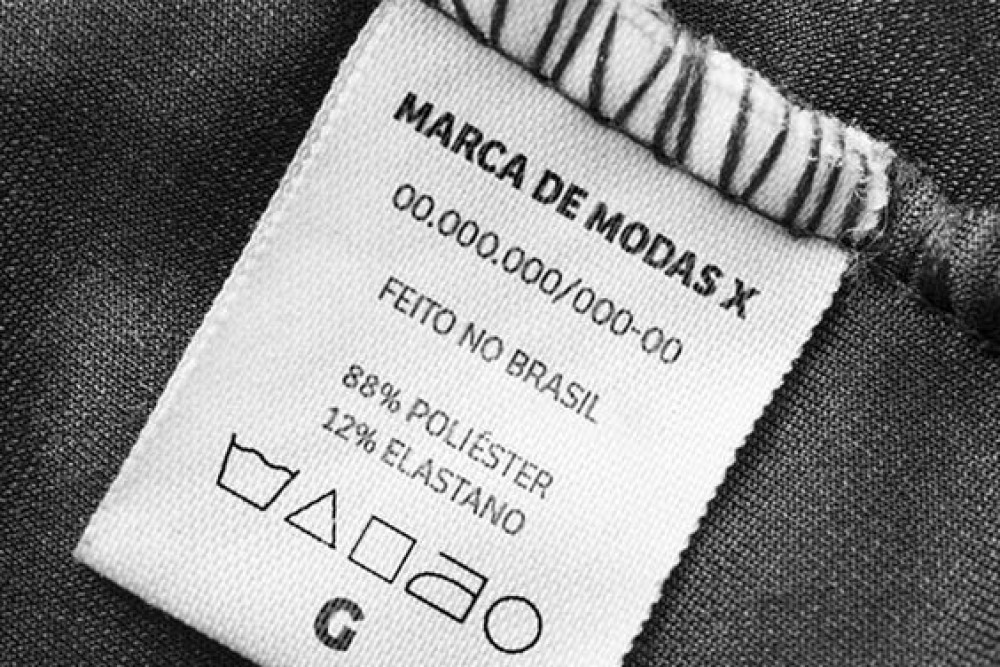 MARCA DE MODAS X
00.000.000/000-00
FEITO NO BRASIL
88% POLIÉSTER
12% ELASTANO
G